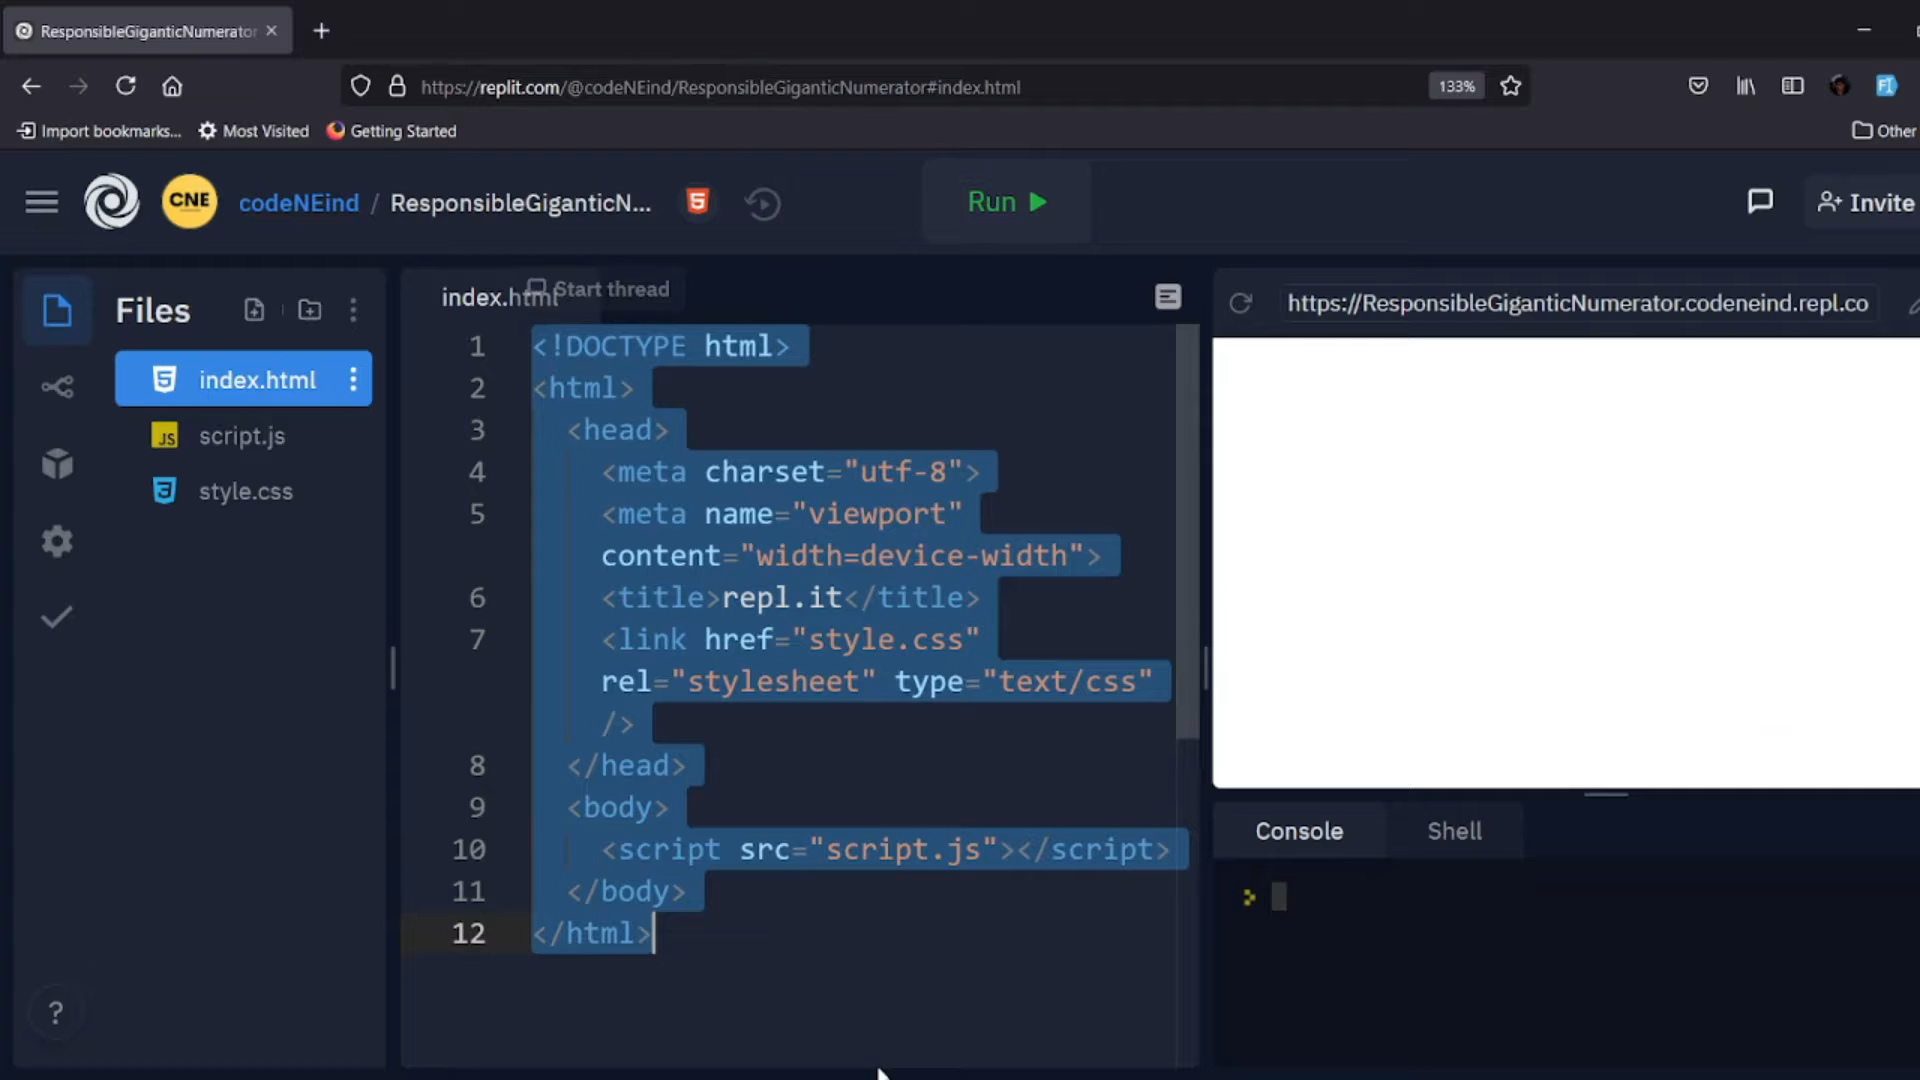 ResponsibleGiganticNumerator
https://replit.com/@codeNEind/ResponsibleGiganticNumerator#index.html
133%
Import bookmarks...
Most Visited
Getting Started
Other
CNE
codeNEind / ResponsibleGiganticN...
Run
Invite
Files
index.html
script.js
style.css
index.html
Start thread
1 <!DOCTYPE html>
2 <html>
3 <head>
4 <meta charset="utf-8">
5 <meta name="viewport"
content="width=device-width">
6 <title>repl.it</title>
7 <link href="style.css"
rel="stylesheet" type="text/css"
/>
8 </head>
9 <body>
10 <script src="script.js"></script>
11 </body>
12 </html>
https://ResponsibleGiganticNumerator.codeneind.repl.co
Console
Shell
?